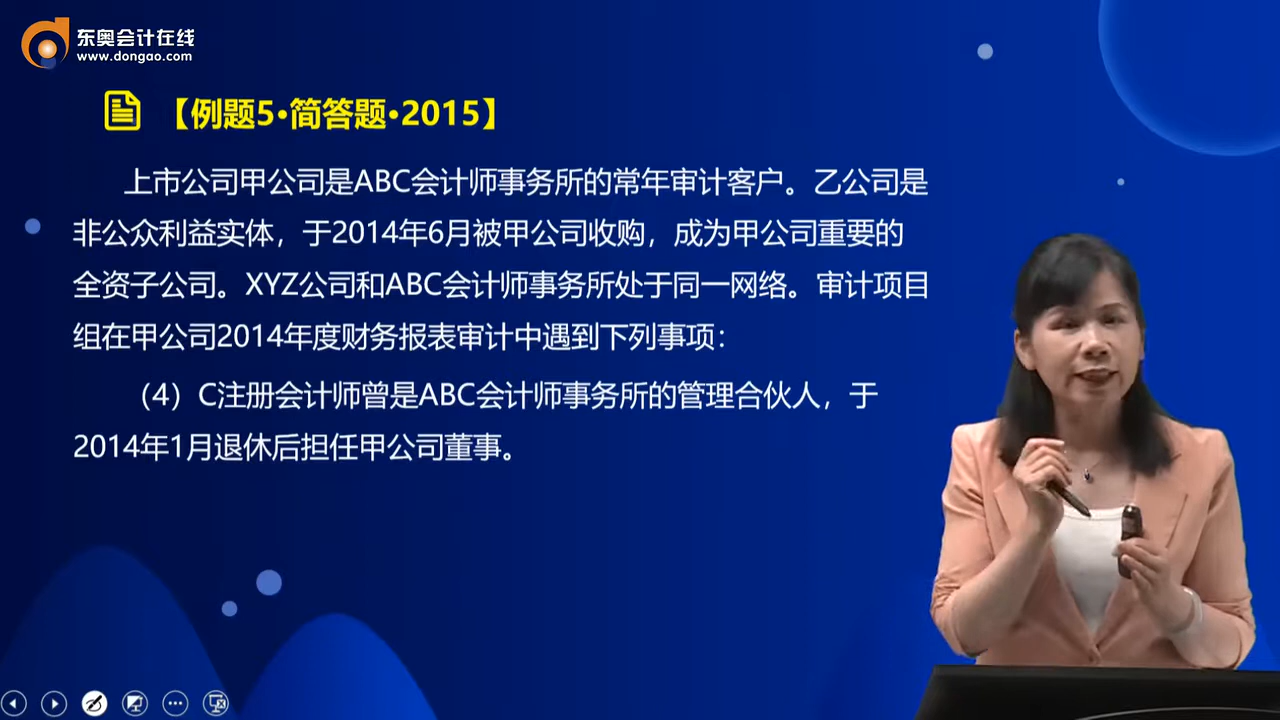 东奥会计在线
www.dongao.com
【例题5•简答题•2015】
上市公司甲公司是ABC会计师事务所的常年审计客户。乙公司是
非公众利益实体，于2014年6月被甲公司收购，成为甲公司重要的
全资子公司。XYZ公司和ABC会计师事务所处于同一网络。审计项目
组在甲公司2014年度财务报表审计中遇到下列事项：
（4）C注册会计师曾是ABC会计师事务所的管理合伙人，于
2014年1月退休后担任甲公司董事。